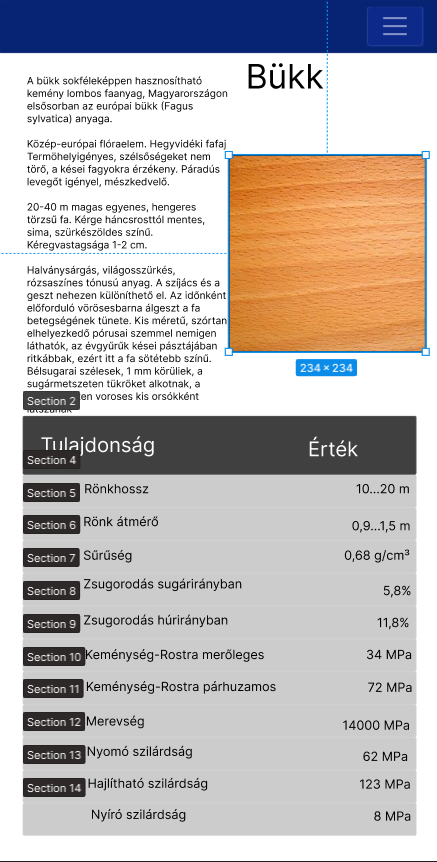 Bükk
A bükk sokféleképpen hasznosítható
kemény lombos faanyag, Magyarországon
elsősorban az európai bükk (Fagus
sylvatica) anyaga.
Közép-európai flóraelem. Hegyvidéki fafaj
Termőhelyigényes, szélsőségeket nem
törő, a kései fagyokra érzékeny. Páradús
levegőt igényel, mészkedvelő.
20-40 m magas egyenes, hengeres
törzsű fa. Kérge háncsrosttól mentes,
sima, szürkészöldes színű.
Kéregvastagsága 1-2 cm.
Halványsárgás, világosszürkés,
rózsaszínes tónusú anyag. A szíjács és a
geszt nehezen különíthető el. Az időnként
előforduló vörösesbarna álgeszt a fa
betegségének tünete. Kis méretű, szórtan
elhelyezkedő pórusai szemmel nemigen
láthatók, az évgyűrűk kései pásztájában
ritkábbak, ezért itt a fa sötétebb színű.
Bélsugarai szélesek, 1 mm körüliek, a
sugármetszeten tükröket alkotnak, a
voroses kis orsókként
234 × 234
Section 2
Tulajdonság Érték
Section 4
Section 5 Rönkhossz 10...20 m
Section 6 Rönk átmérő 0,9...1,5 m
Section 7 Sűrűség 0,68 g/cm³
Section 8 Zsugorodás sugárirányban 5,8%
Section 9 Zsugorodás húrirányban 11,8%
Section 10 Keménység-Rostra merőleges 34 MPa
Section 11 Keménység-Rostra párhuzamos 72 MPa
Section 12 Merevség 14000 MPa
Section 13 Nyomó szilárdság 62 MPa
Section 14 Hajlítható szilárdság 123 MPa
Nyíró szilárdság 8 MPa